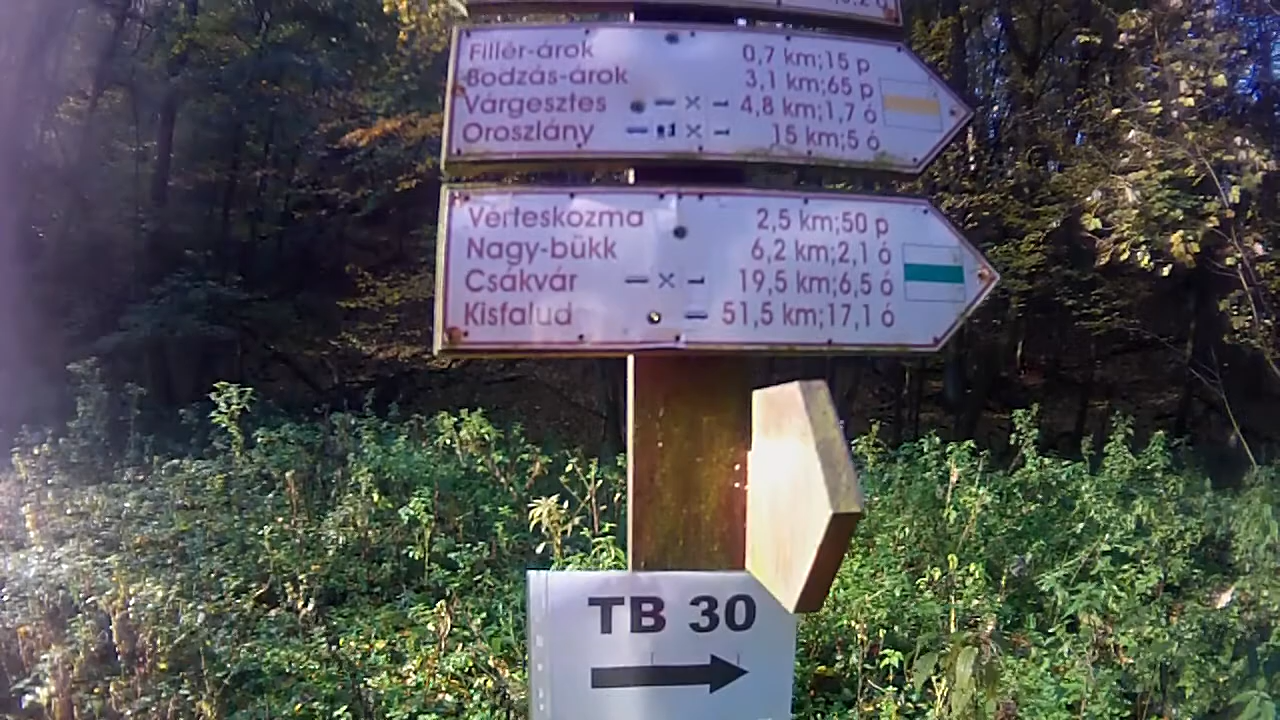 Fillér-árok 0,7 km;15 p
Bodzás-árok 3,1 km;65 p
Várgesztes 4,8 km;1,7 ó
Oroszlány 15 km;5 ó
Vérteskozma 2,5 km;50 p
Nagy-bükk 6,2 km;2,1 ó
Csákvár 19,5 km;6,5 ó
Kisfalud 51,5 km;17,1 ó
TB 30